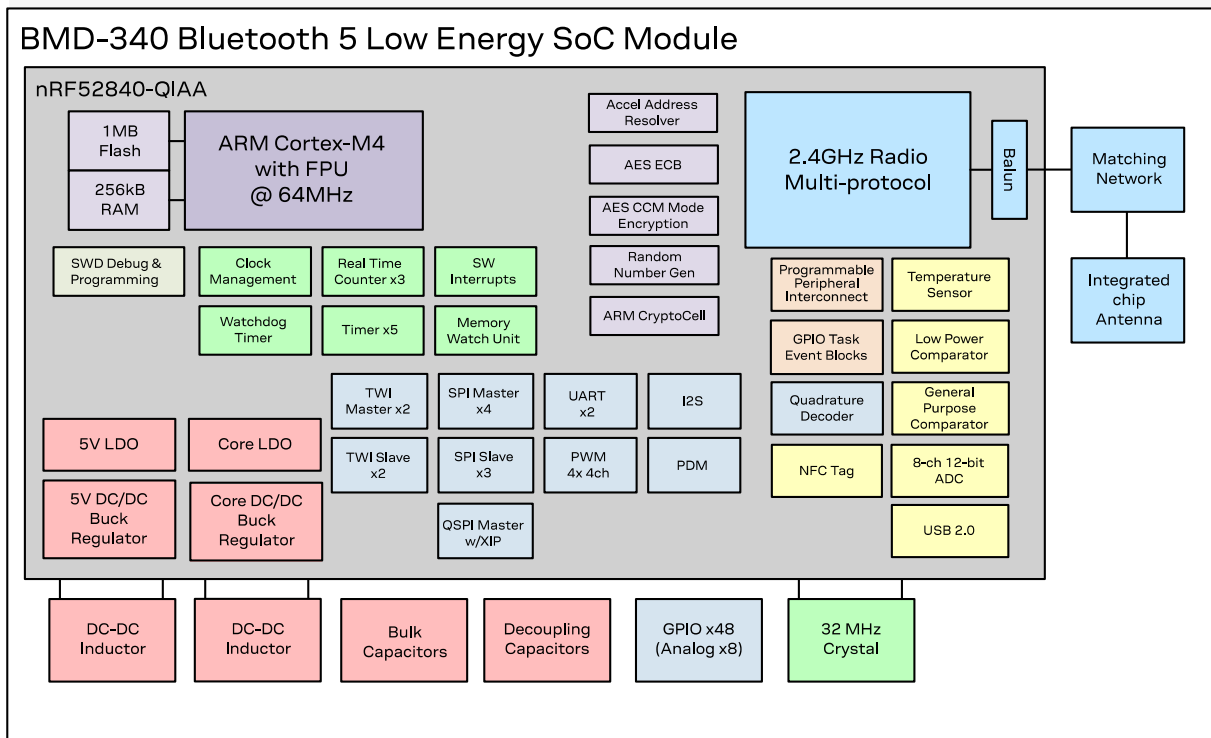 BMD-340 Bluetooth 5 Low Energy SoC Module
nRF52840-QIAA
1MB
Flash
256kB
RAM
ARM Cortex-M4
with FPU
@ 64MHz
Accel Address
Resolver
AES ECB
AES CCM Mode
Encryption
Random
Number Gen
ARM CryptoCell
2.4GHz Radio
Multi-protocol
Balun
Matching
Network
Integrated
chip
Antenna
SWD Debug &
Programming
Clock
Management
Real Time
Counter x3
SW
Interrupts
Watchdog
Timer
Timer x5
Memory
Watch Unit
Programmable
Peripheral
Interconnect
Temperature
Sensor
GPIO Task
Event Blocks
Low Power
Comparator
Quadrature
Decoder
General
Purpose
Comparator
NFC Tag
8-ch 12-bit
ADC
USB 2.0
TWI
Master x2
SPI Master
x4
UART
x2
I2S
TWI Slave
x2
SPI Slave
x3
PWM
4x 4ch
PDM
QSPI Master
w/XIP
5V LDO
Core LDO
5V DC/DC
Buck
Regulator
Core DC/DC
Buck
Regulator
DC-DC
Inductor
DC-DC
Inductor
Bulk
Capacitors
Decoupling
Capacitors
GPIO x48
(Analog x8)
32 MHz
Crystal